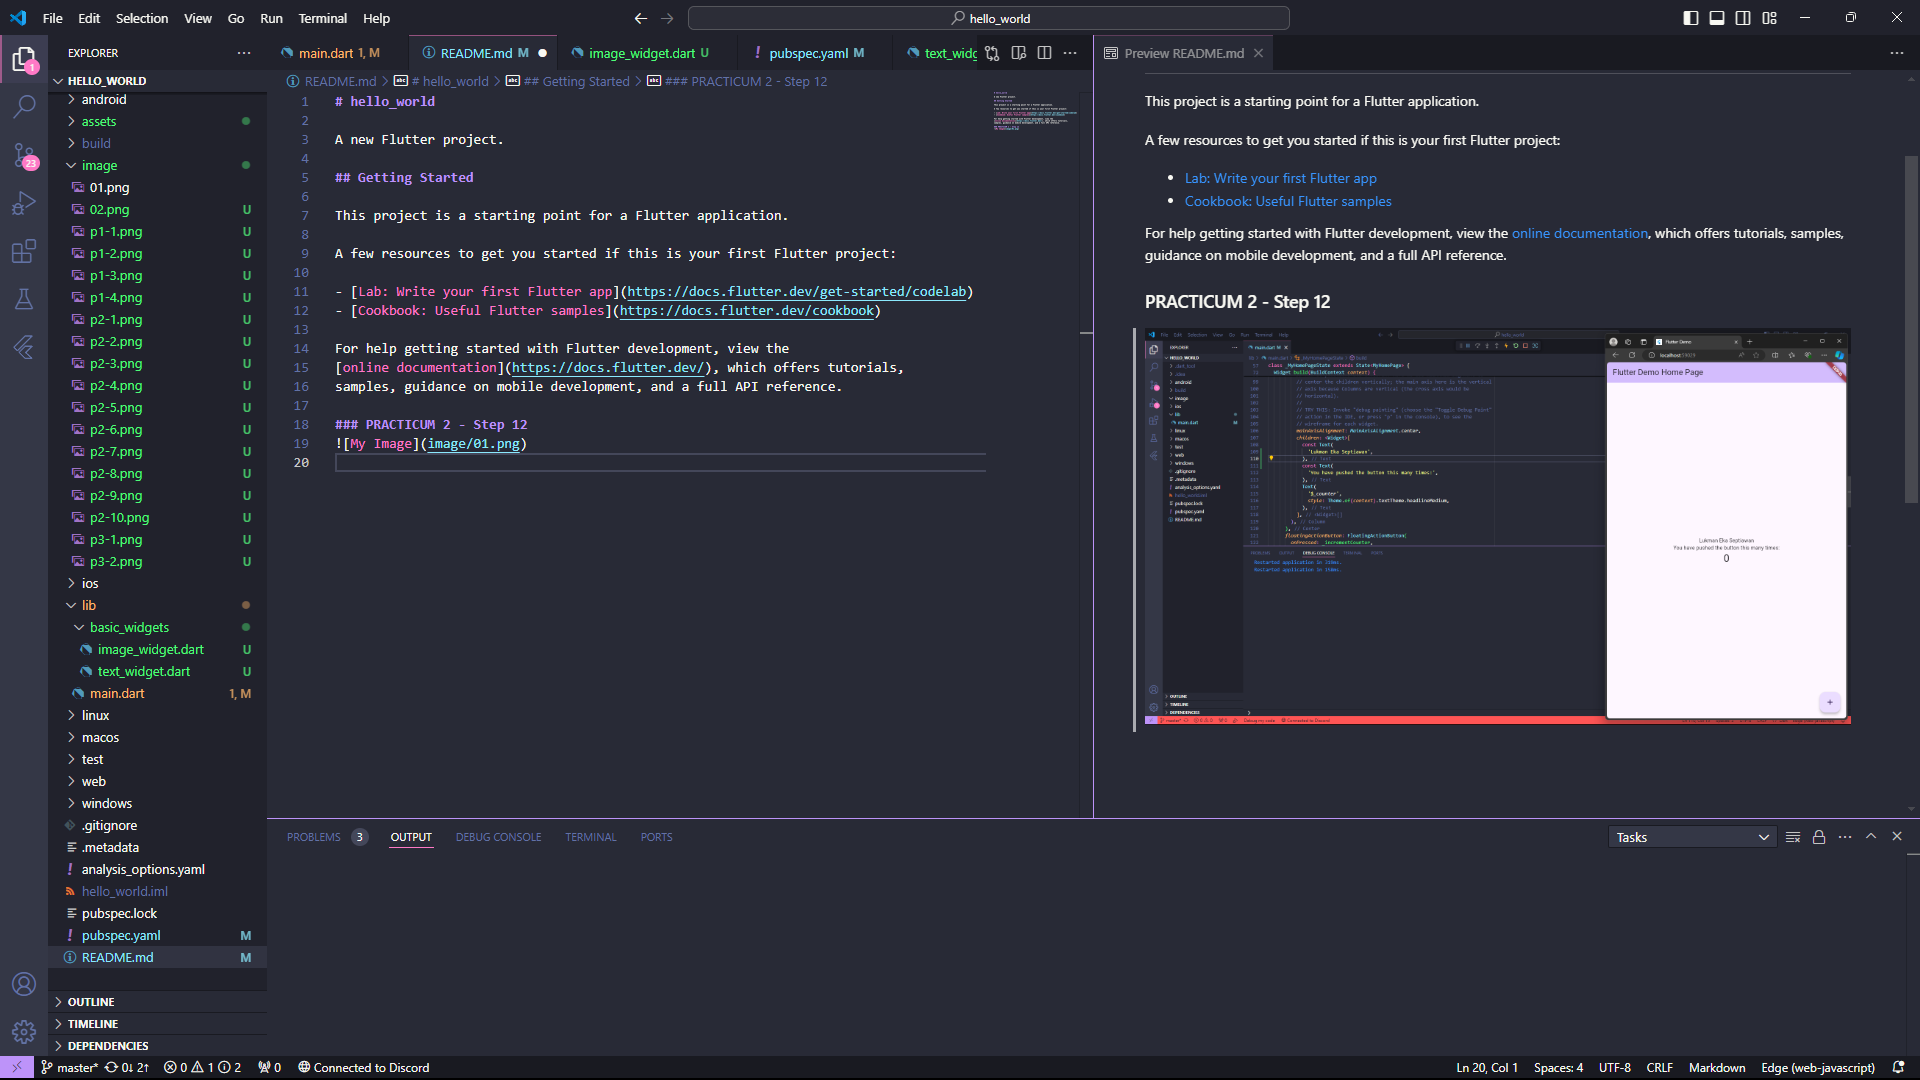 File Edit Selection View Go Run Terminal Help
hello_world
EXPLORER
HELLO_WORLD
android
assets
build
image
01.png
02.png U
p1-1.png U
p1-2.png U
p1-3.png U
p1-4.png U
p2-1.png U
p2-2.png U
p2-3.png U
p2-4.png U
p2-5.png U
p2-6.png U
p2-7.png U
p2-8.png U
p2-9.png U
p2-10.png U
p3-1.png U
p3-2.png U
ios
lib
basic_widgets
image_widget.dart U
text_widget.dart U
main.dart 1, M
linux
macos
test
web
windows
.gitignore
.metadata
analysis_options.yaml
hello_world.iml
pubspec.lock
pubspec.yaml M
README.md M
OUTLINE
TIMELINE
DEPENDENCIES
1
23
main.dart 1, M
README.md M
image_widget.dart U
pubspec.yaml M
text_widg
README.md > # hello_world > ## Getting Started > ### PRACTICUM 2 - Step 12
1 # hello_world
2
3 A new Flutter project.
4
5 ## Getting Started
6
7 This project is a starting point for a Flutter application.
8
9 A few resources to get you started if this is your first Flutter project:
10
11 - [Lab: Write your first Flutter app](https://docs.flutter.dev/get-started/codelab)
12 - [Cookbook: Useful Flutter samples](https://docs.flutter.dev/cookbook)
13
14 For help getting started with Flutter development, view the
15 [online documentation](https://docs.flutter.dev/), which offers tutorials,
16 samples, guidance on mobile development, and a full API reference.
17
18 ### PRACTICUM 2 - Step 12
19 ![My Image](image/01.png)
20
Preview README.md
This project is a starting point for a Flutter application.
A few resources to get you started if this is your first Flutter project:
• Lab: Write your first Flutter app
• Cookbook: Useful Flutter samples
For help getting started with Flutter development, view the online documentation, which offers tutorials, samples,
guidance on mobile development, and a full API reference.
PRACTICUM 2 - Step 12
Flutter Demo
Flutter Demo Home Page
Lukman Eka Septiawan
You have pushed the button this many times:
0
+
PROBLEMS 3 OUTPUT DEBUG CONSOLE TERMINAL PORTS
Tasks
master* 0↓ 2↑ 0 1 2 0 Connected to Discord
Ln 20, Col 1 Spaces: 4 UTF-8 CRLF Markdown Edge (web-javascript)